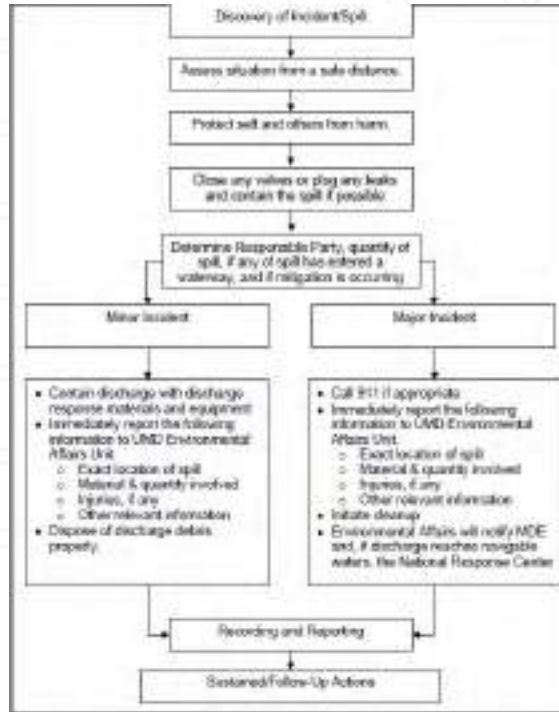 Discovery of Incident/Spill
Assess situation from a safe distance.
Protect self and others from harm.
Close any valves or plug any leaks
and contain the spill if possible
Determine Responsible Party, quantity of
spill, if any of spill has entered a
waterway, and if mitigation is occurring
Minor Incident
Major Incident
• Contain discharge with discharge
response materials and equipment
• Immediately report the following
information to UMD Environmental
Affairs Unit
o Exact location of spill
o Material & quantity involved
o Injuries, if any
o Other relevant information
• Dispose of discharge debris
properly.
• Call 911 if appropriate
• Immediately report the following
information to UMD Environmental
Affairs Unit
o Exact location of spill
o Material & quantity involved
o Injuries, if any
o Other relevant information
• Initiate cleanup
• Environmental Affairs will notify MDE
and, if discharge reaches navigable
waters, the National Response Center
Recording and Reporting
Sustained/Follow-Up Actions